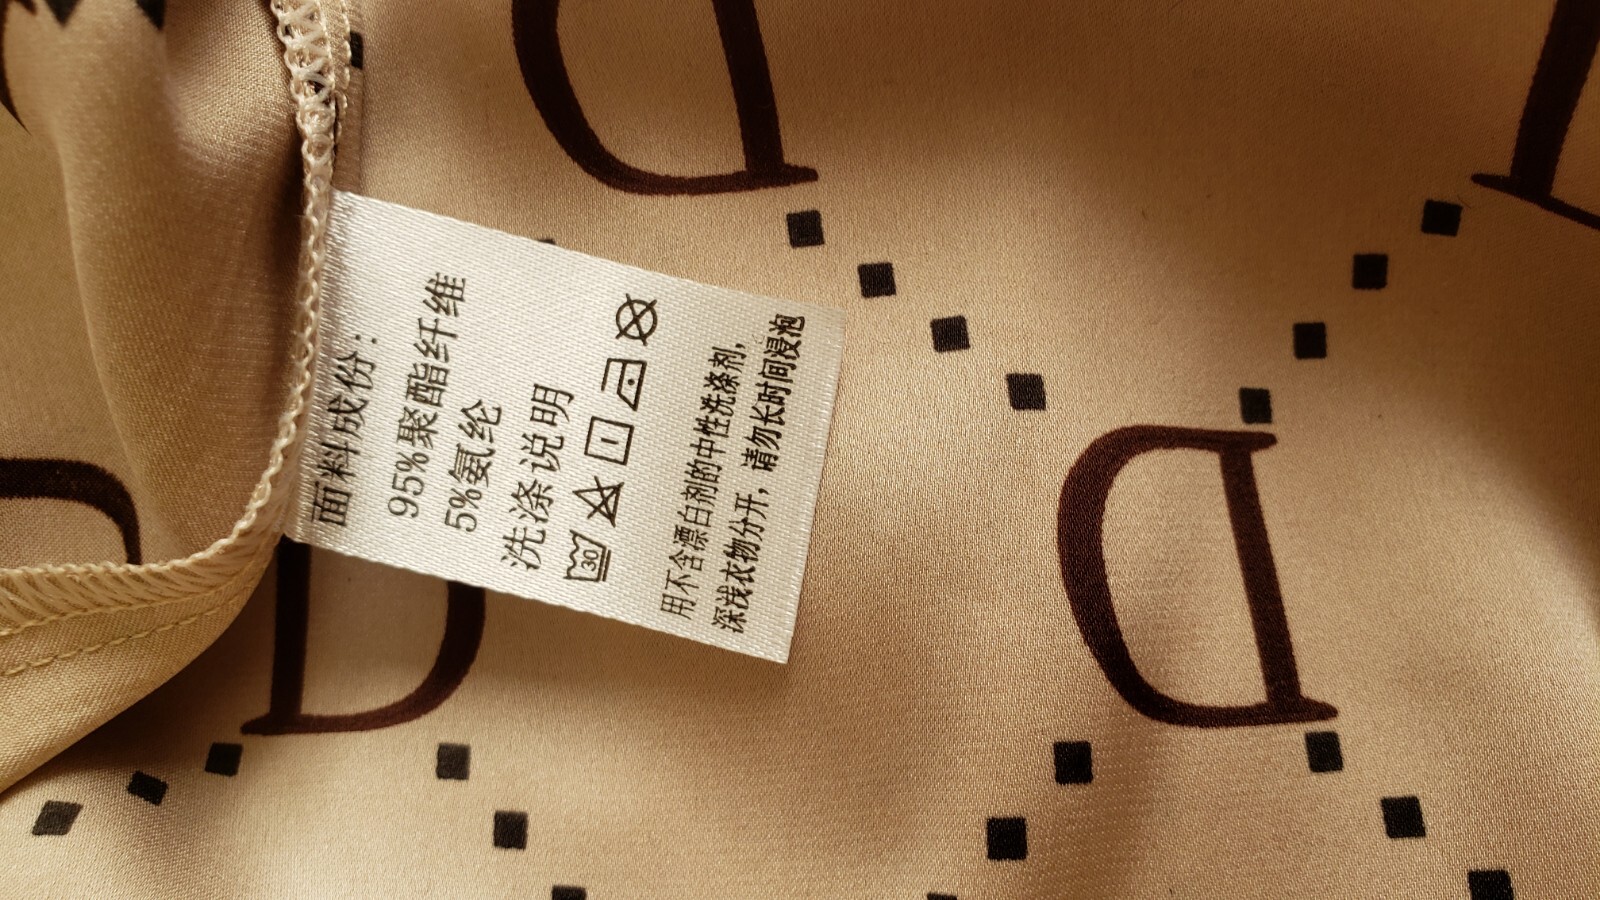 面料成份：
95%聚酯纤维
5%氨纶
洗涤说明
30
用不含漂白剂的中性洗涤剂，
深浅衣物分开，请勿长时间浸泡
D
D
D